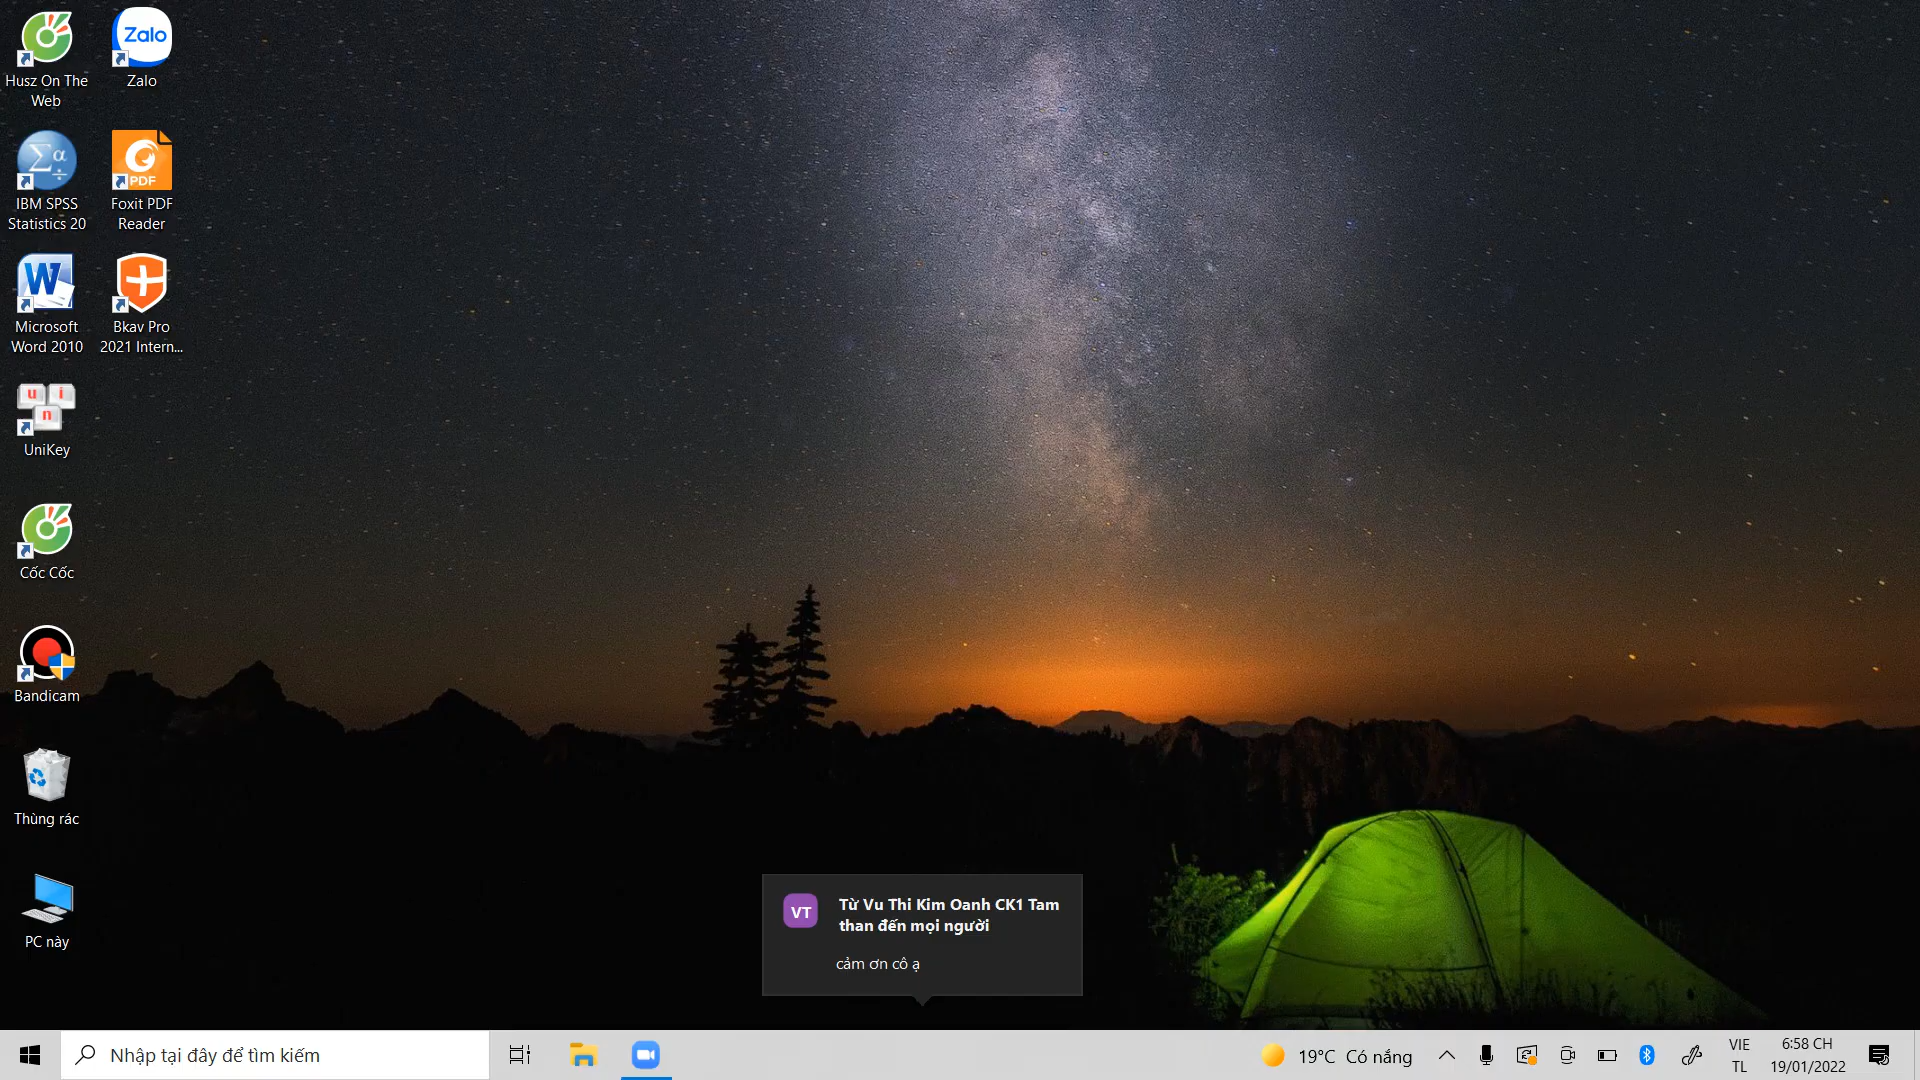 Husz On The
Web
Zalo
Zalo
Σα
÷
IBM SPSS
Statistics 20
PDF
Foxit PDF
Reader
W
Microsoft
Word 2010
Bkav Pro
2021 Intern...
u i
n
UniKey
Cốc Cốc
Bandicam
Thùng rác
PC này
VT
Từ Vu Thi Kim Oanh CK1 Tam
than đến mọi người
cảm ơn cô ạ
Nhập tại đây để tìm kiếm
19°C Có nắng
VIE
TL
6:58 CH
19/01/2022